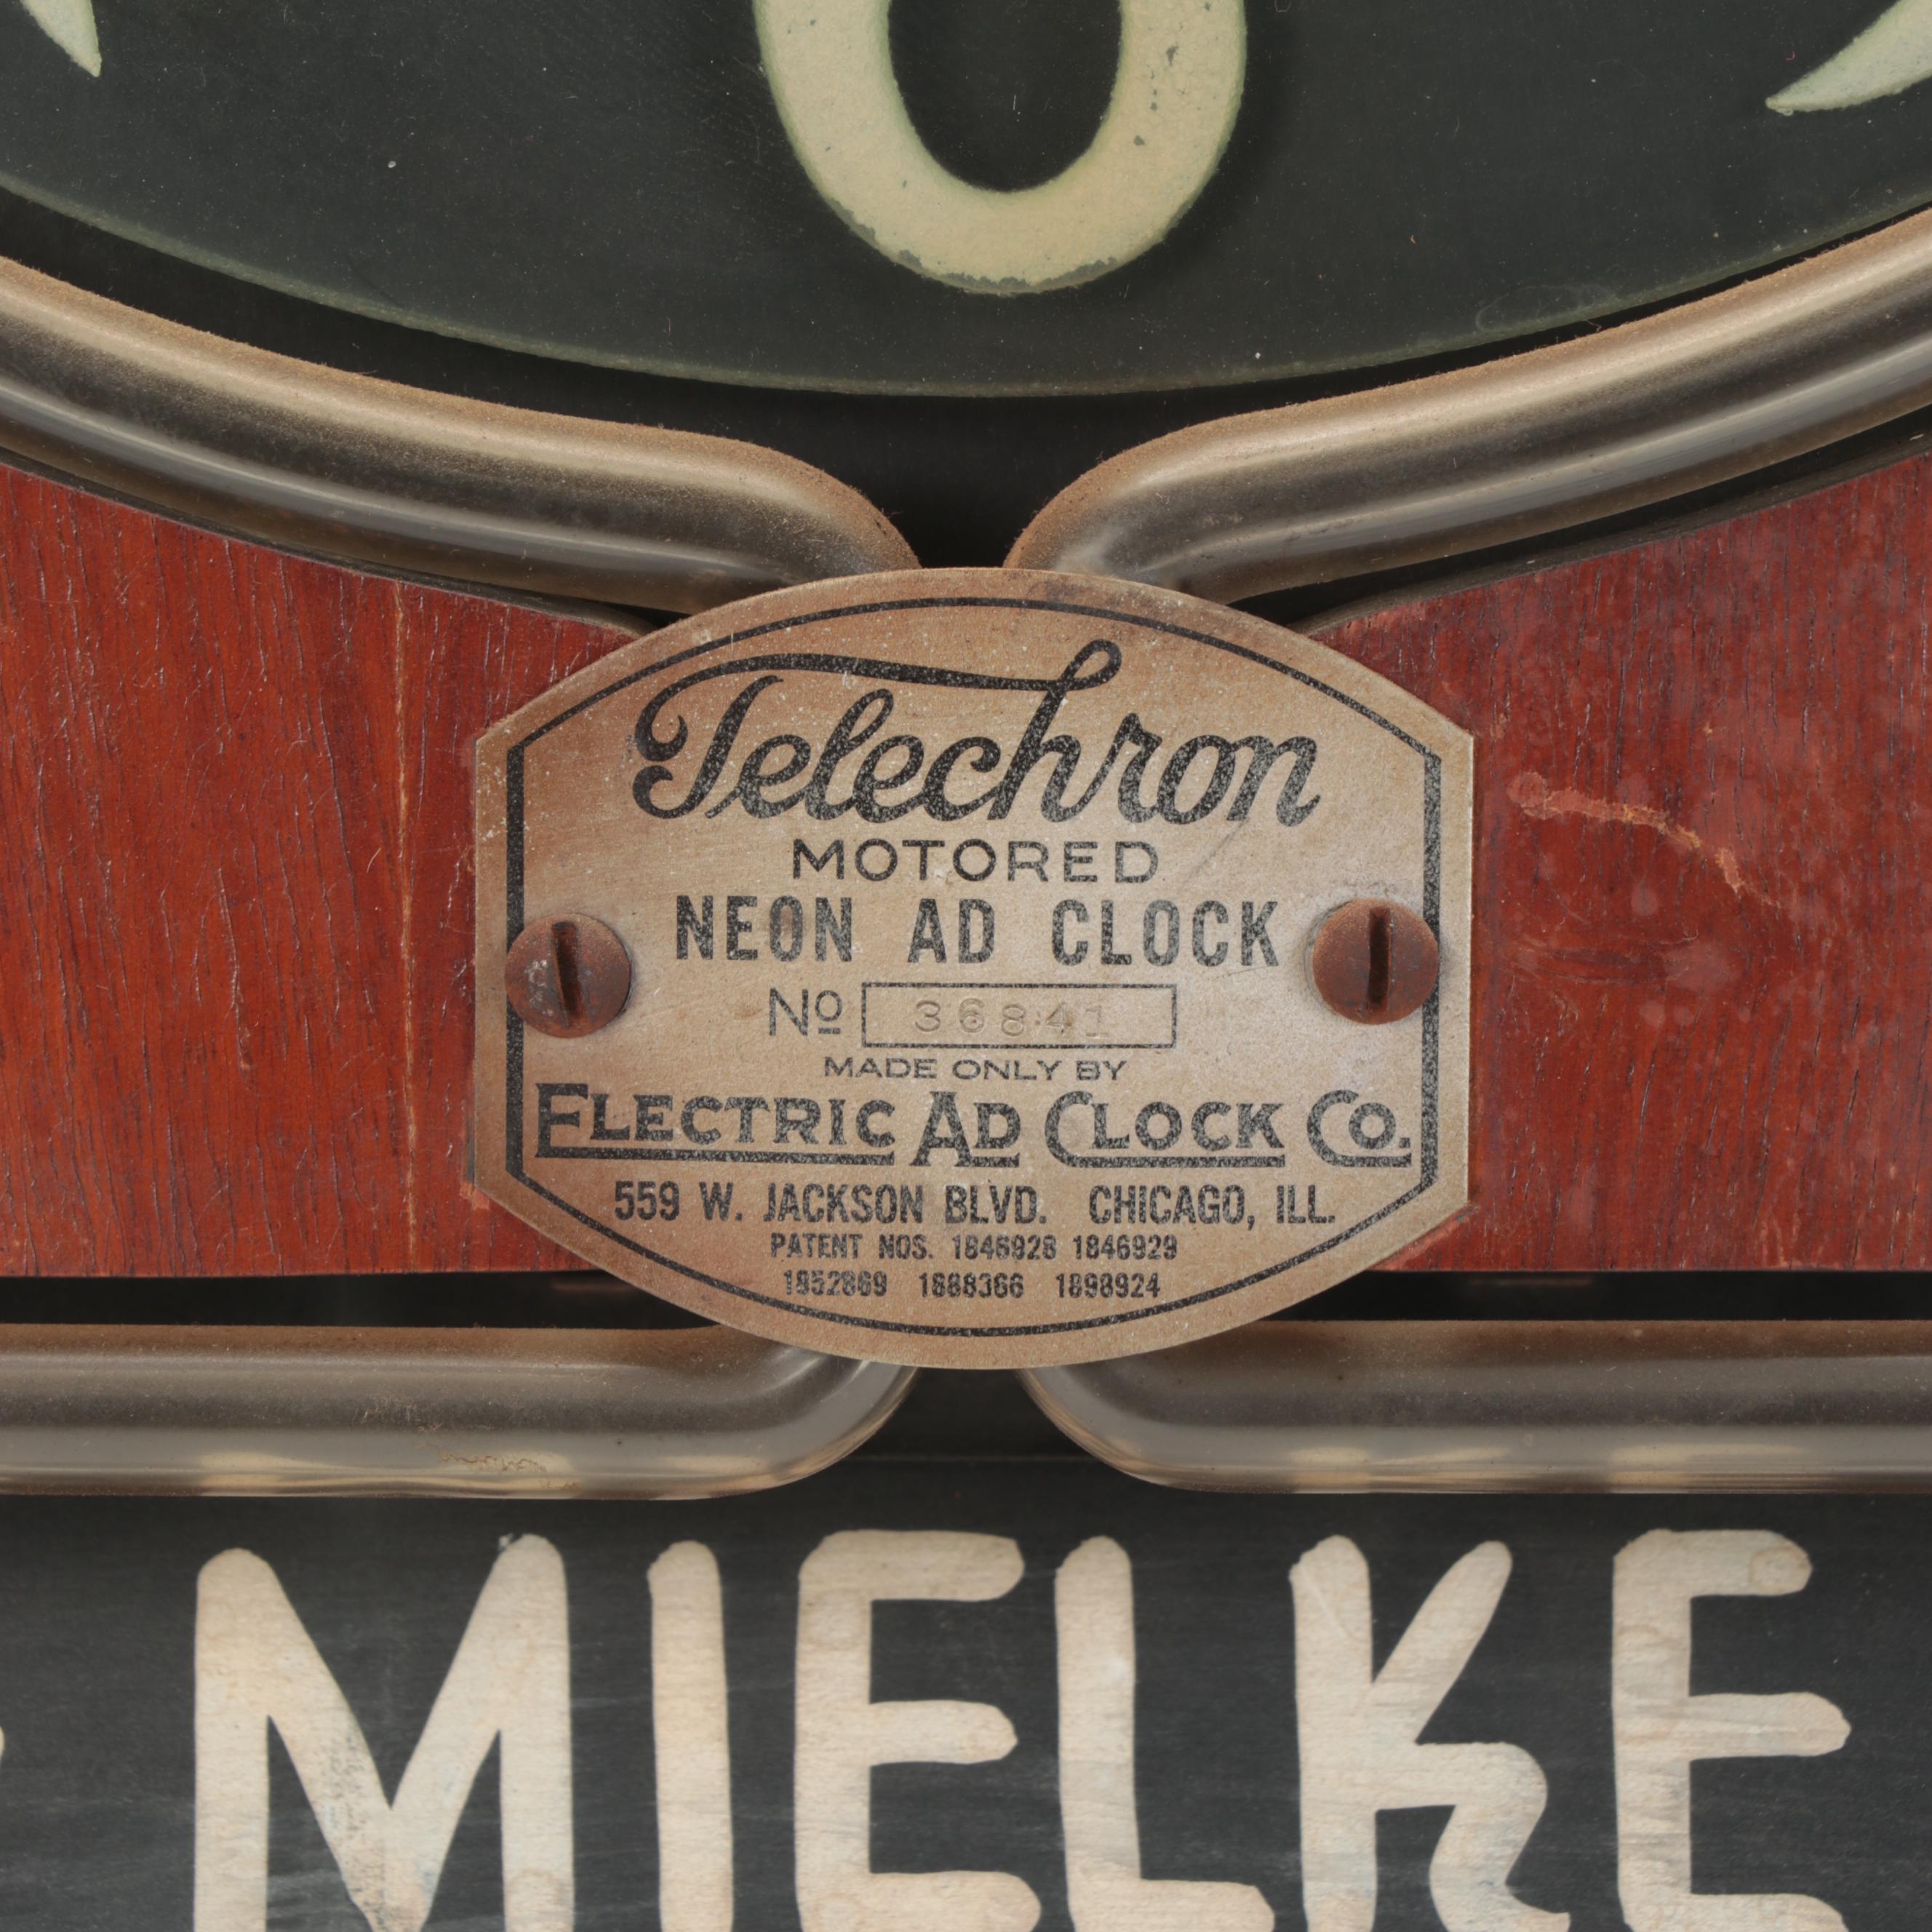 6
Telechron
MOTORED
NEON AD CLOCK
No 36841
MADE ONLY BY
ELECTRIC AD CLOCK CO.
559 W. JACKSON BLVD. CHICAGO, ILL.
PATENT NOS. 1846928 1846929
1852869 1888366 1898924
MIELKE